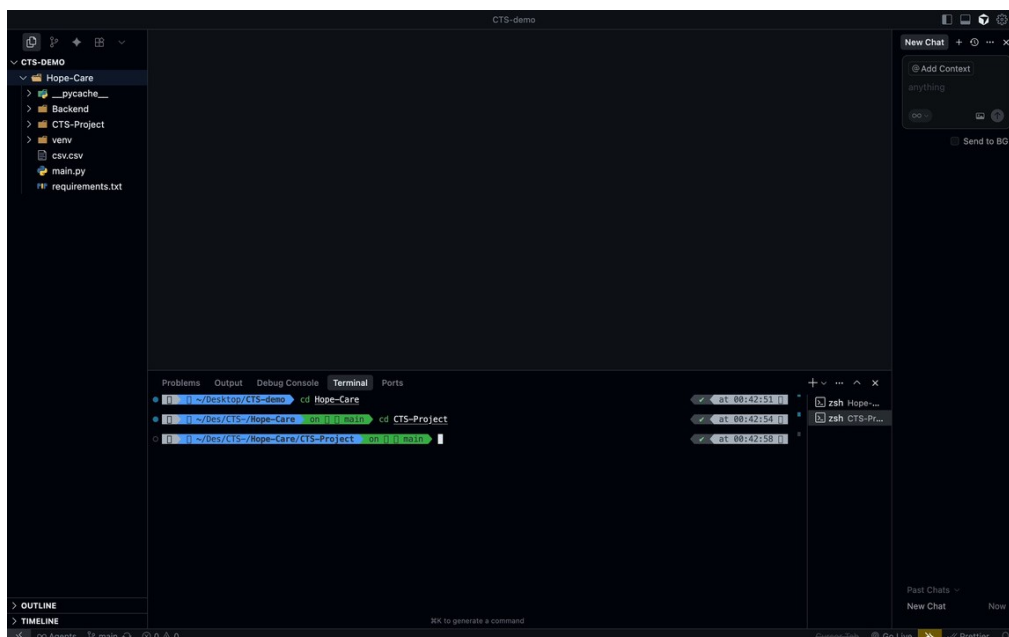 CTS-demo
CTS-DEMO
Hope-Care
__pycache__
Backend
CTS-Project
venv
csv.csv
main.py
requirements.txt
OUTLINE
TIMELINE
Problems Output Debug Console Terminal Ports
~/Desktop/CTS-demo cd Hope-Care at 00:42:51
~/Des/CTS-/Hope-Care on main cd CTS-Project at 00:42:54
~/Des/CTS-/Hope-Care/CTS-Project on main at 00:42:58
⌘K to generate a command
zsh Hope-...
zsh CTS-Pr...
New Chat
@ Add Context
anything
Send to BG
Past Chats
New Chat Now
Agents main 0 0 Go Live Prettier